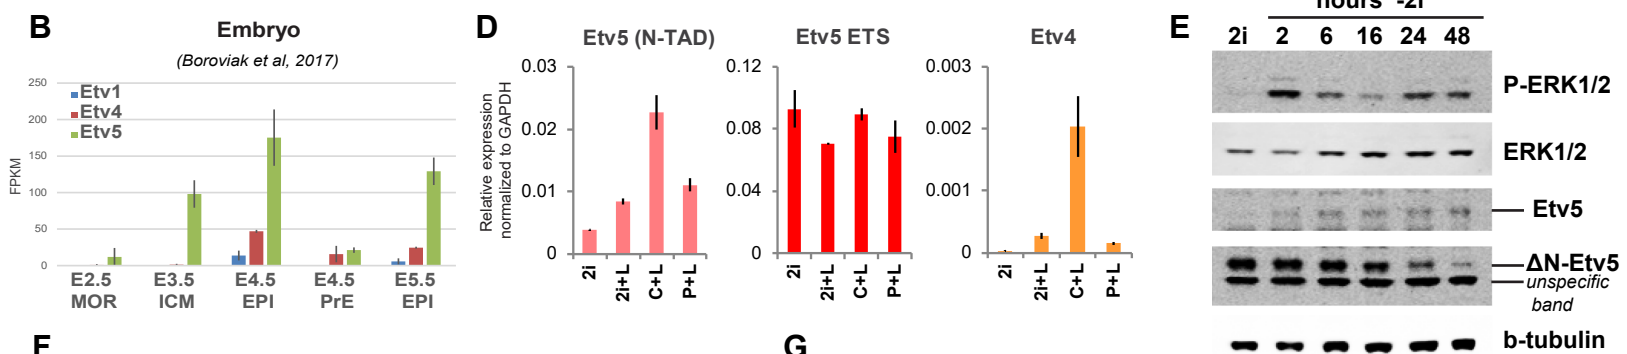 B
Embryo
(Boroviak et al, 2017)
FPKM
250
200
150
100
50
0
Etv1
Etv4
Etv5
E2.5 E3.5 E4.5 E4.5 E5.5
MOR ICM EPI PrE EPI
D
Relative expression
normalized to GAPDH
Etv5 (N-TAD)
0.03
0.02
0.01
0
2i 2i+L C+L P+L
Etv5 ETS
0.12
0.08
0.04
0
2i 2i+L C+L P+L
Etv4
0.003
0.002
0.001
0
2i 2i+L C+L P+L
E
hours -2i
2i 2 6 16 24 48
P-ERK1/2
ERK1/2
Etv5
ΔN-Etv5
unspecific
band
b-tubulin
F
G